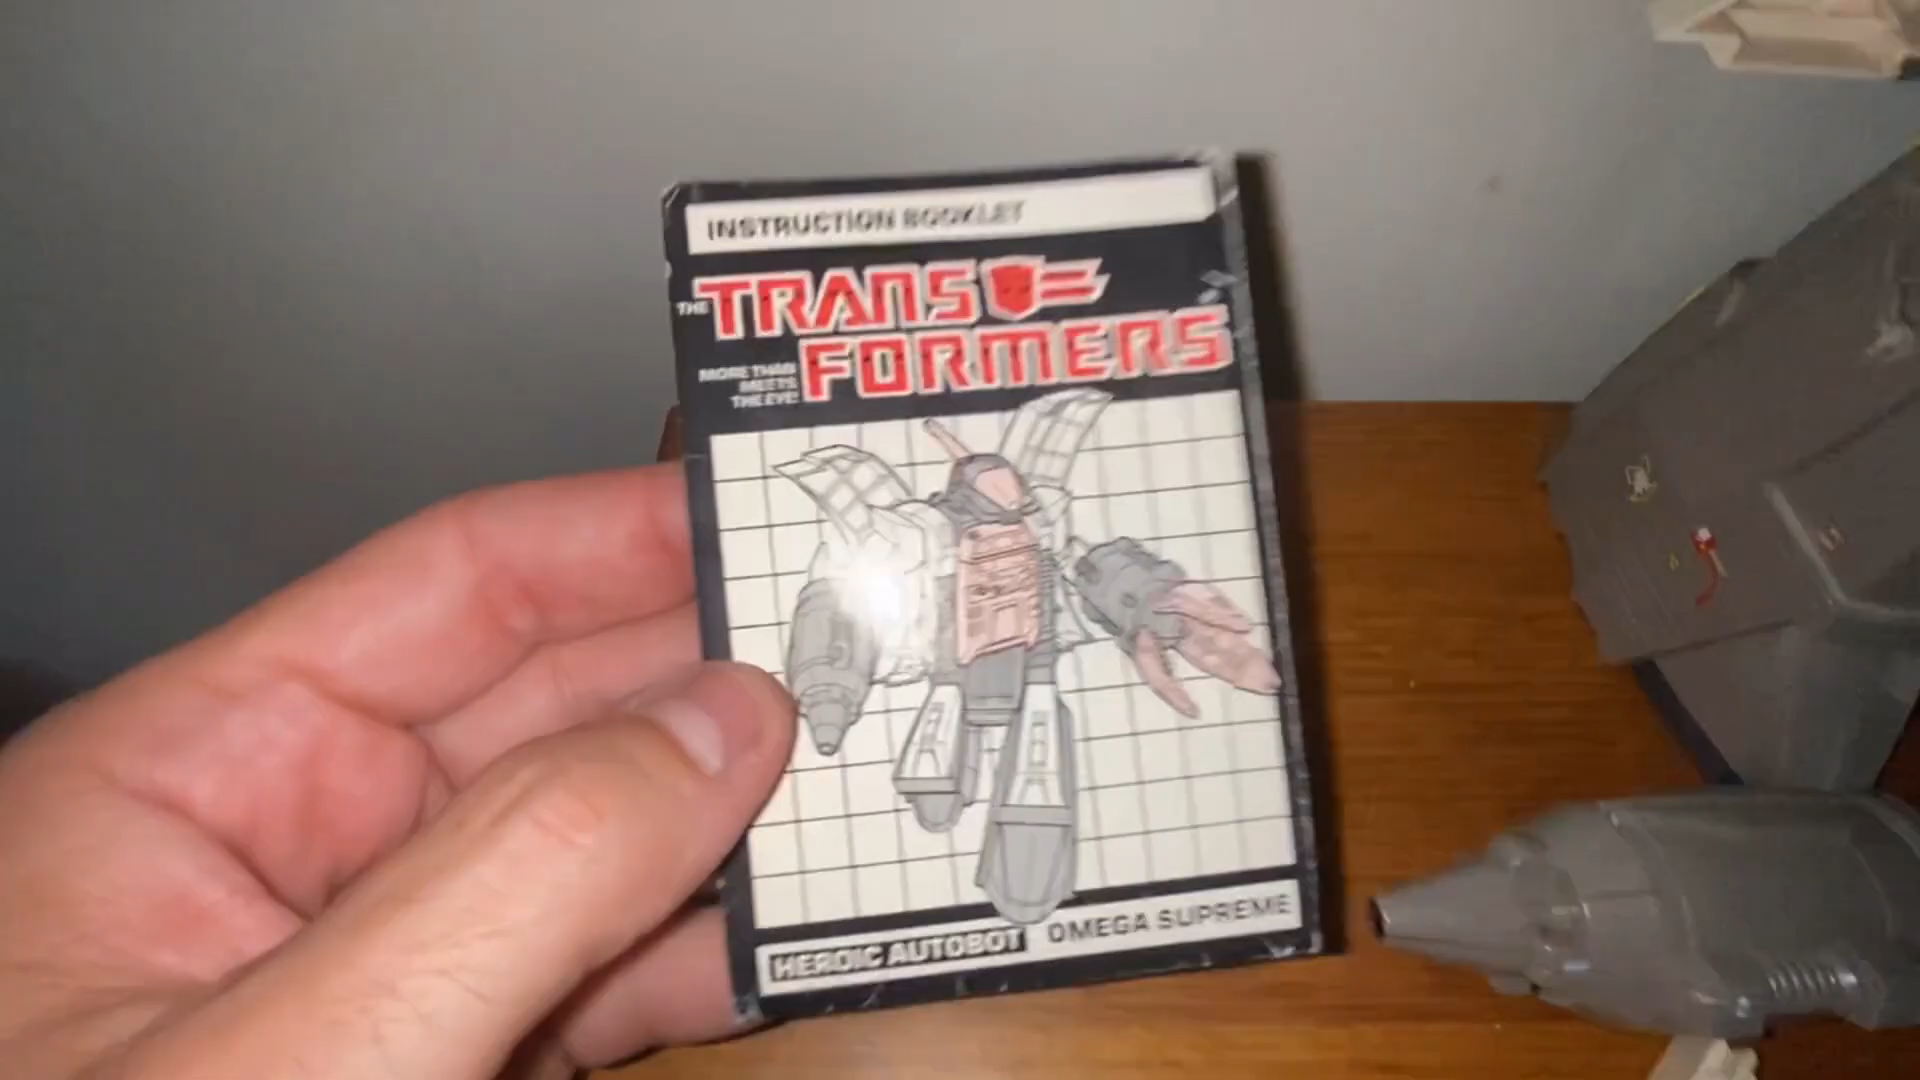 INSTRUCTION BOOKLET
THE TRANS
FORMERS
MORE THAN
MEETS
THE EYE!
HEROIC AUTOBOT OMEGA SUPREME